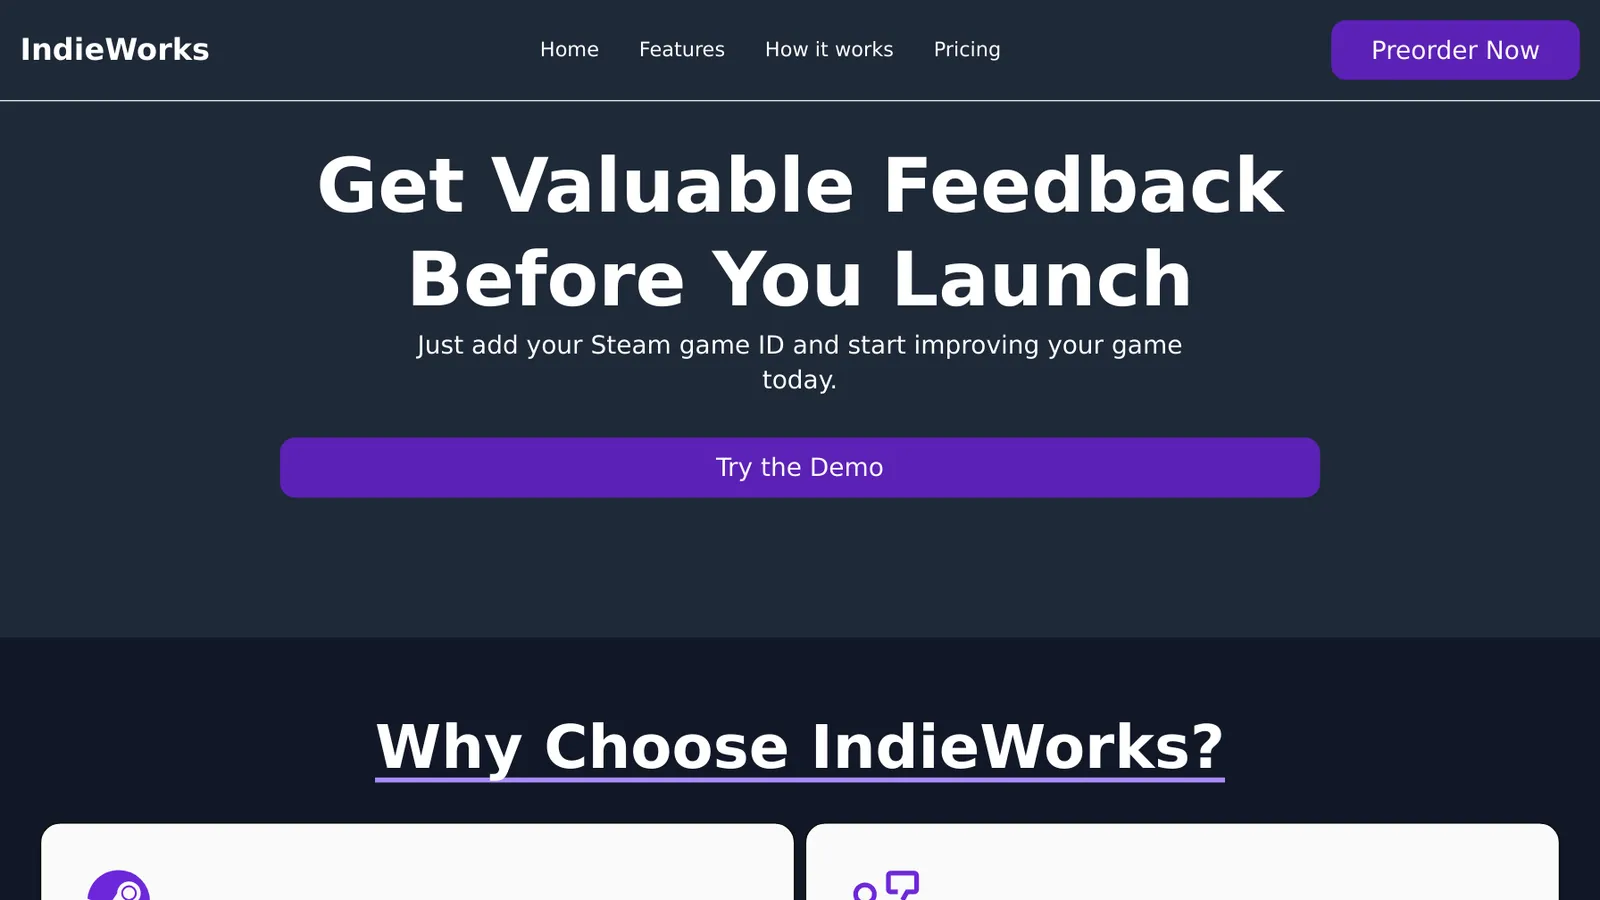 IndieWorks
Home
Features
How it works
Pricing
Preorder Now
Get Valuable Feedback
Before You Launch
Just add your Steam game ID and start improving your game
today.
Try the Demo
Why Choose IndieWorks?